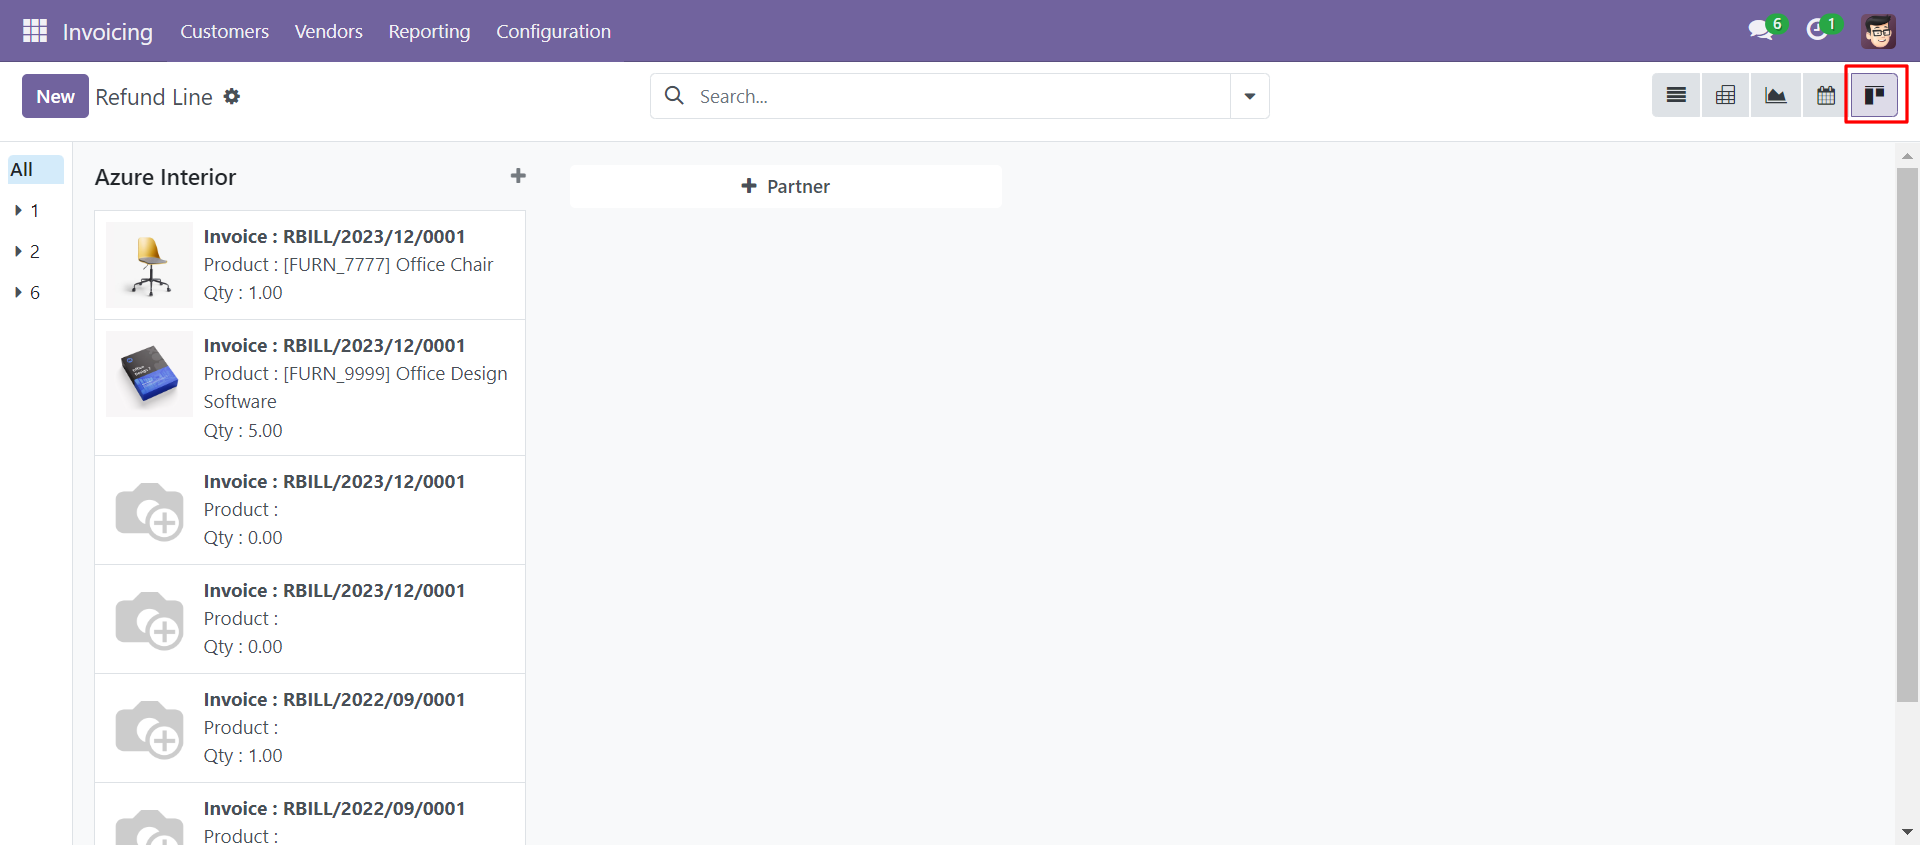 Invoicing Customers Vendors Reporting Configuration 6 1
New Refund Line Search...
All
1
2
6
Azure Interior
Partner
Invoice : RBILL/2023/12/0001
Product : [FURN_7777] Office Chair
Qty : 1.00
Invoice : RBILL/2023/12/0001
Product : [FURN_9999] Office Design
Software
Qty : 5.00
Invoice : RBILL/2023/12/0001
Product :
Qty : 0.00
Invoice : RBILL/2023/12/0001
Product :
Qty : 0.00
Invoice : RBILL/2022/09/0001
Product :
Qty : 1.00
Invoice : RBILL/2022/09/0001
Product :